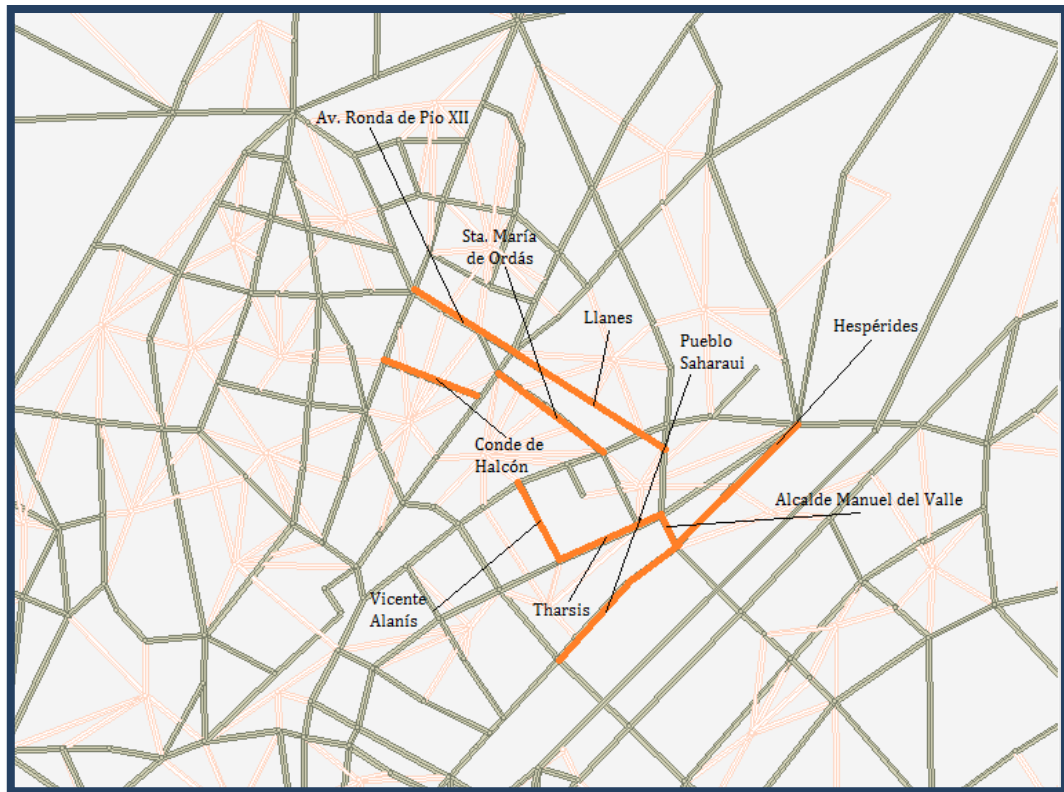 Av. Ronda de Pio XII
Sta. María
de Ordás
Llanes
Hespérides
Pueblo
Saharaui
Conde de
Halcón
Alcalde Manuel del Valle
Vicente
Alanís
Tharsis